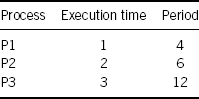 Process Execution time Period
P1 1 4
P2 2 6
P3 3 12